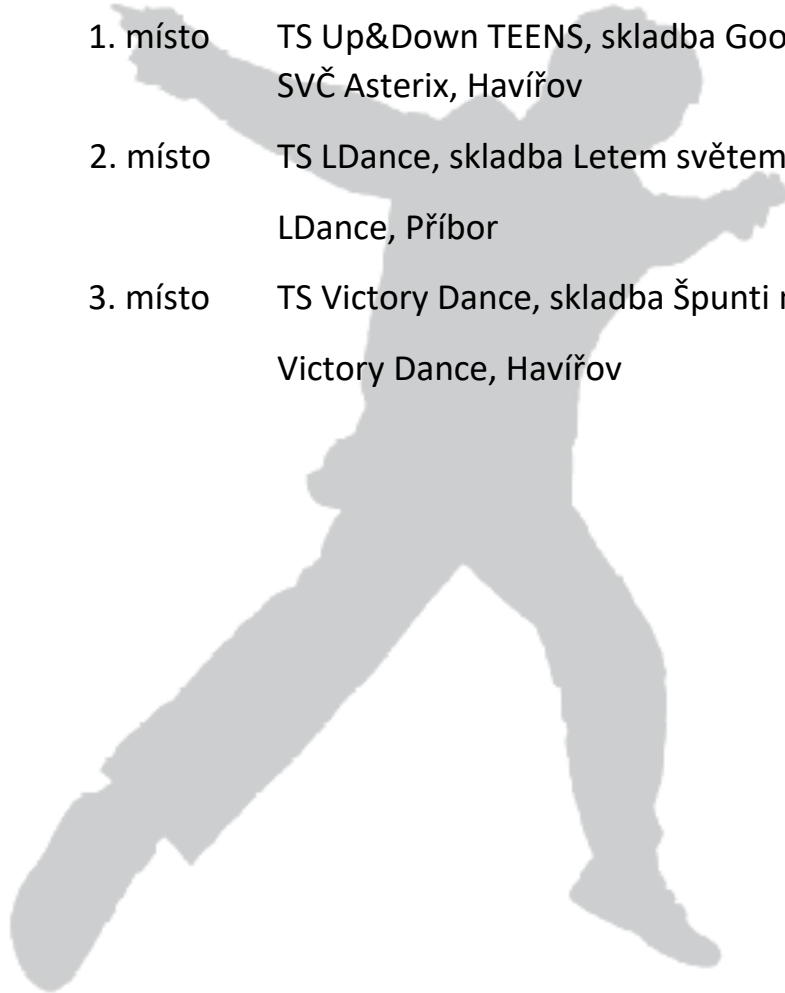 1. místo TS Up&Down TEENS, skladba
SVČ Asterix, Havířov
2. místo TS LDance, skladba Letem světem
LDance, Příbor
3. místo TS Victory Dance, skladba Špunti
Victory Dance, Havířov